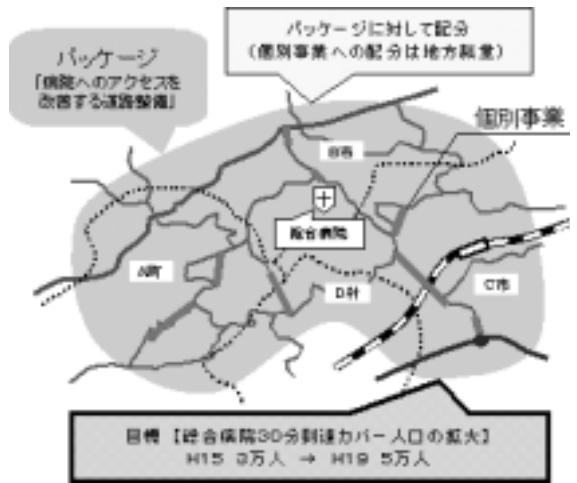 パッケージに対して配分
(個別事業への配分は地方裁量)
パッケージ
「病院へのアクセスを
改善する道路整備」
個別事業
B市
総合病院
A町
D村
C市
目標【総合病院30分到達カバー人口の拡大】
H15 3万人 → H19 5万人